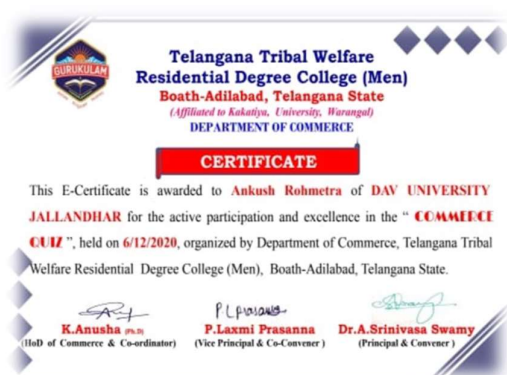 GURUKULAM
Telangana Tribal Welfare
Residential Degree College (Men)
Boath-Adilabad, Telangana State
(Affiliated to Kakatiya, University, Warangal)
DEPARTMENT OF COMMERCE
CERTIFICATE
This E-Certificate is awarded to Ankush Rohmetra of DAV UNIVERSITY
JALLANDHAR for the active participation and excellence in the “ COMMERCE
QUIZ ”, held on 6/12/2020, organized by Department of Commerce, Telangana Tribal
Welfare Residential Degree College (Men), Boath-Adilabad, Telangana State.
P.L.Prasanna
K.Anusha (Ph.D) P.Laxmi Prasanna Dr.A.Srinivasa Swamy
(HoD of Commerce & Co-ordinator) (Vice Principal & Co-Convener ) (Principal & Convener )